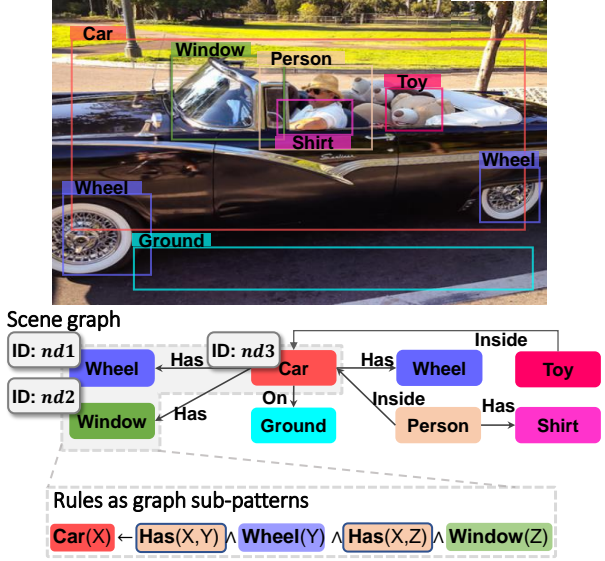 Car
Window
Person
Toy
Shirt
Wheel
Wheel
Ground
Scene graph
Inside
ID: nd1
ID: nd3
Wheel
Has
Car
Has
Wheel
Toy
ID: nd2
Has
On
Inside
Has
Window
Ground
Person
Shirt
Rules as graph sub-patterns
Car(X) ← Has(X,Y) ∧ Wheel(Y) ∧ Has(X,Z) ∧ Window(Z)